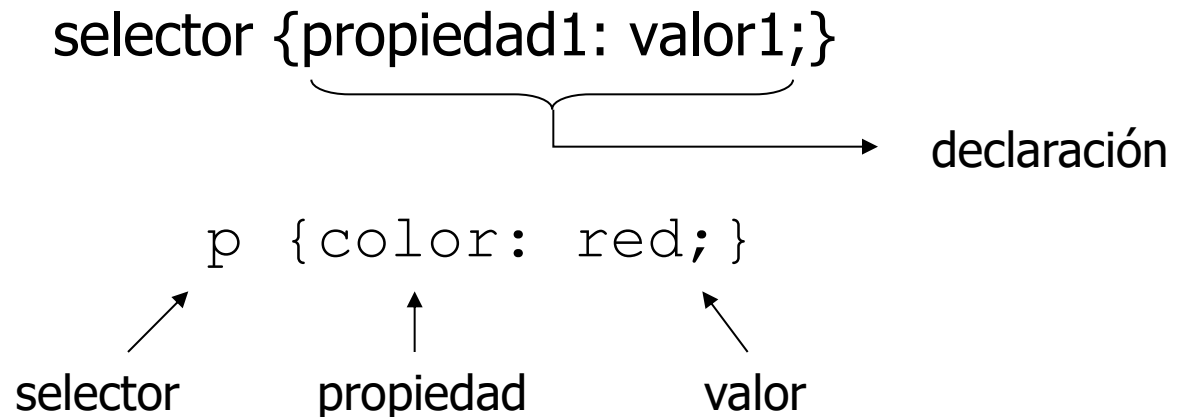 selector {propiedad1: valor1;}
declaración
p {color: red;}
selector propiedad valor